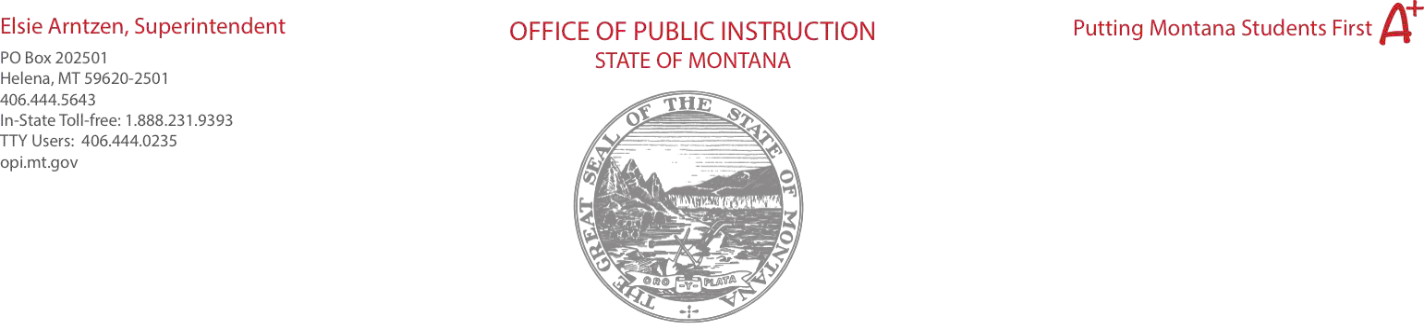 Elsie Arntzen, Superintendent
PO Box 202501
Helena, MT 59620-2501
406.444.5643
In-State Toll-free: 1.888.231.9393
TTY Users: 406.444.0235
opi.mt.gov
OFFICE OF PUBLIC INSTRUCTION
STATE OF MONTANA
THE GREAT SEAL OF THE STATE OF MONTANA
ORO -Y- PLATA
Putting Montana Students First A+